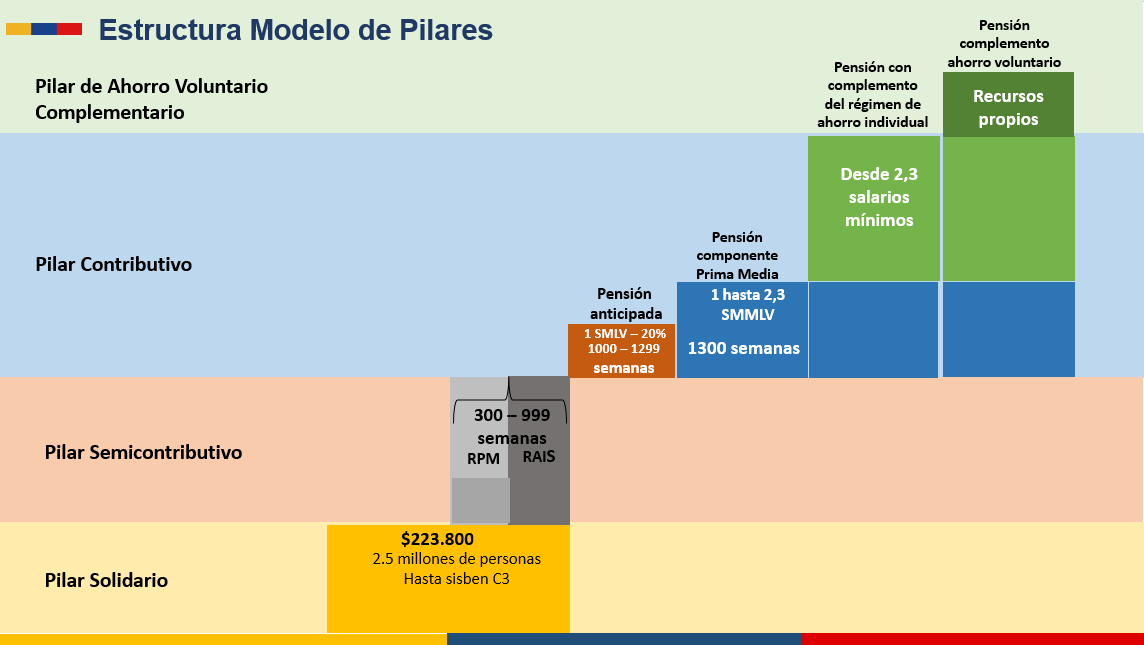 Estructura Modelo de Pilares
Pilar de Ahorro Voluntario
Complementario
Pensión
complemento
ahorro voluntario
Recursos
propios
Pensión con
complemento
del régimen de
ahorro individual
Desde 2,3
salarios
mínimos
Pilar Contributivo
Pensión
componente
Prima Media
1 hasta 2,3
SMMLV
1300 semanas
Pensión
anticipada
1 SMLV – 20%
1000 – 1299
semanas
Pilar Semicontributivo
300 – 999
semanas
RPM
RAIS
Pilar Solidario
$223.800
2.5 millones de personas
Hasta sisben C3